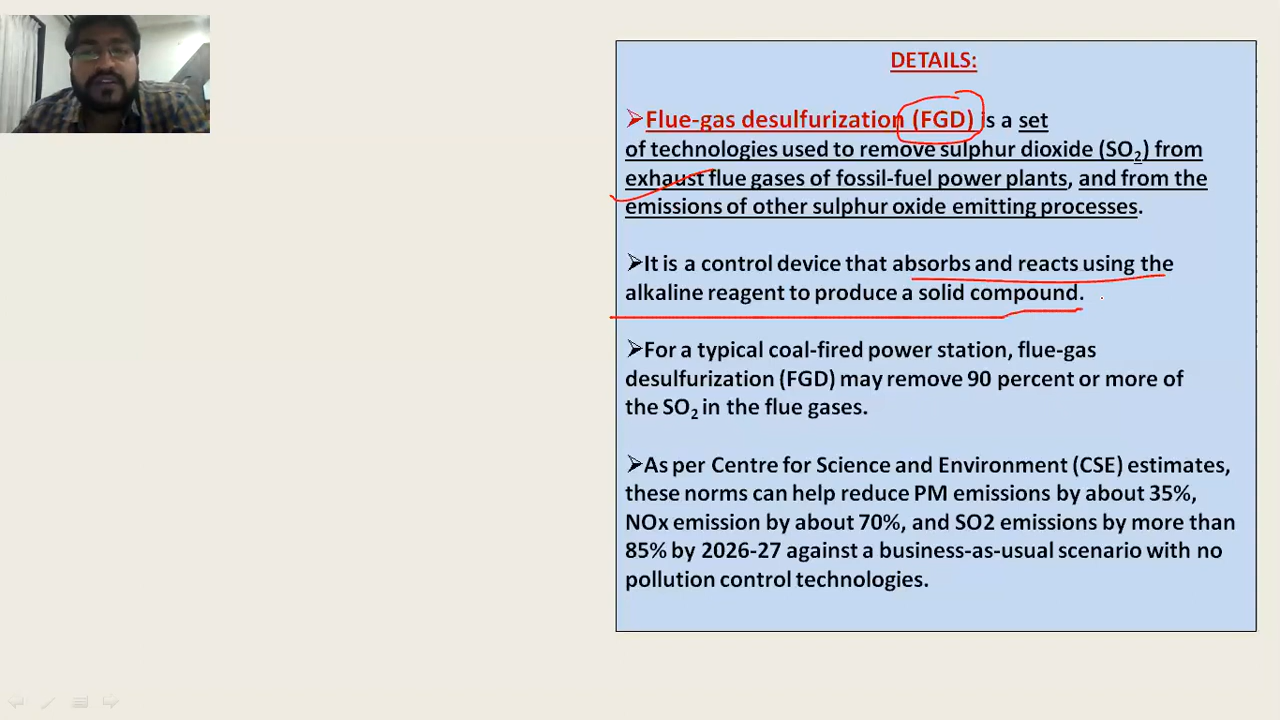 DETAILS:
➢Flue-gas desulfurization (FGD) is a set
of technologies used to remove sulphur dioxide (SO₂) from
exhaust flue gases of fossil-fuel power plants, and from the
emissions of other sulphur oxide emitting processes.
➢It is a control device that absorbs and reacts using the
alkaline reagent to produce a solid compound.
➢For a typical coal-fired power station, flue-gas
desulfurization (FGD) may remove 90 percent or more of
the SO₂ in the flue gases.
➢As per Centre for Science and Environment (CSE) estimates,
these norms can help reduce PM emissions by about 35%,
NOx emission by about 70%, and SO2 emissions by more than
85% by 2026-27 against a business-as-usual scenario with no
pollution control technologies.